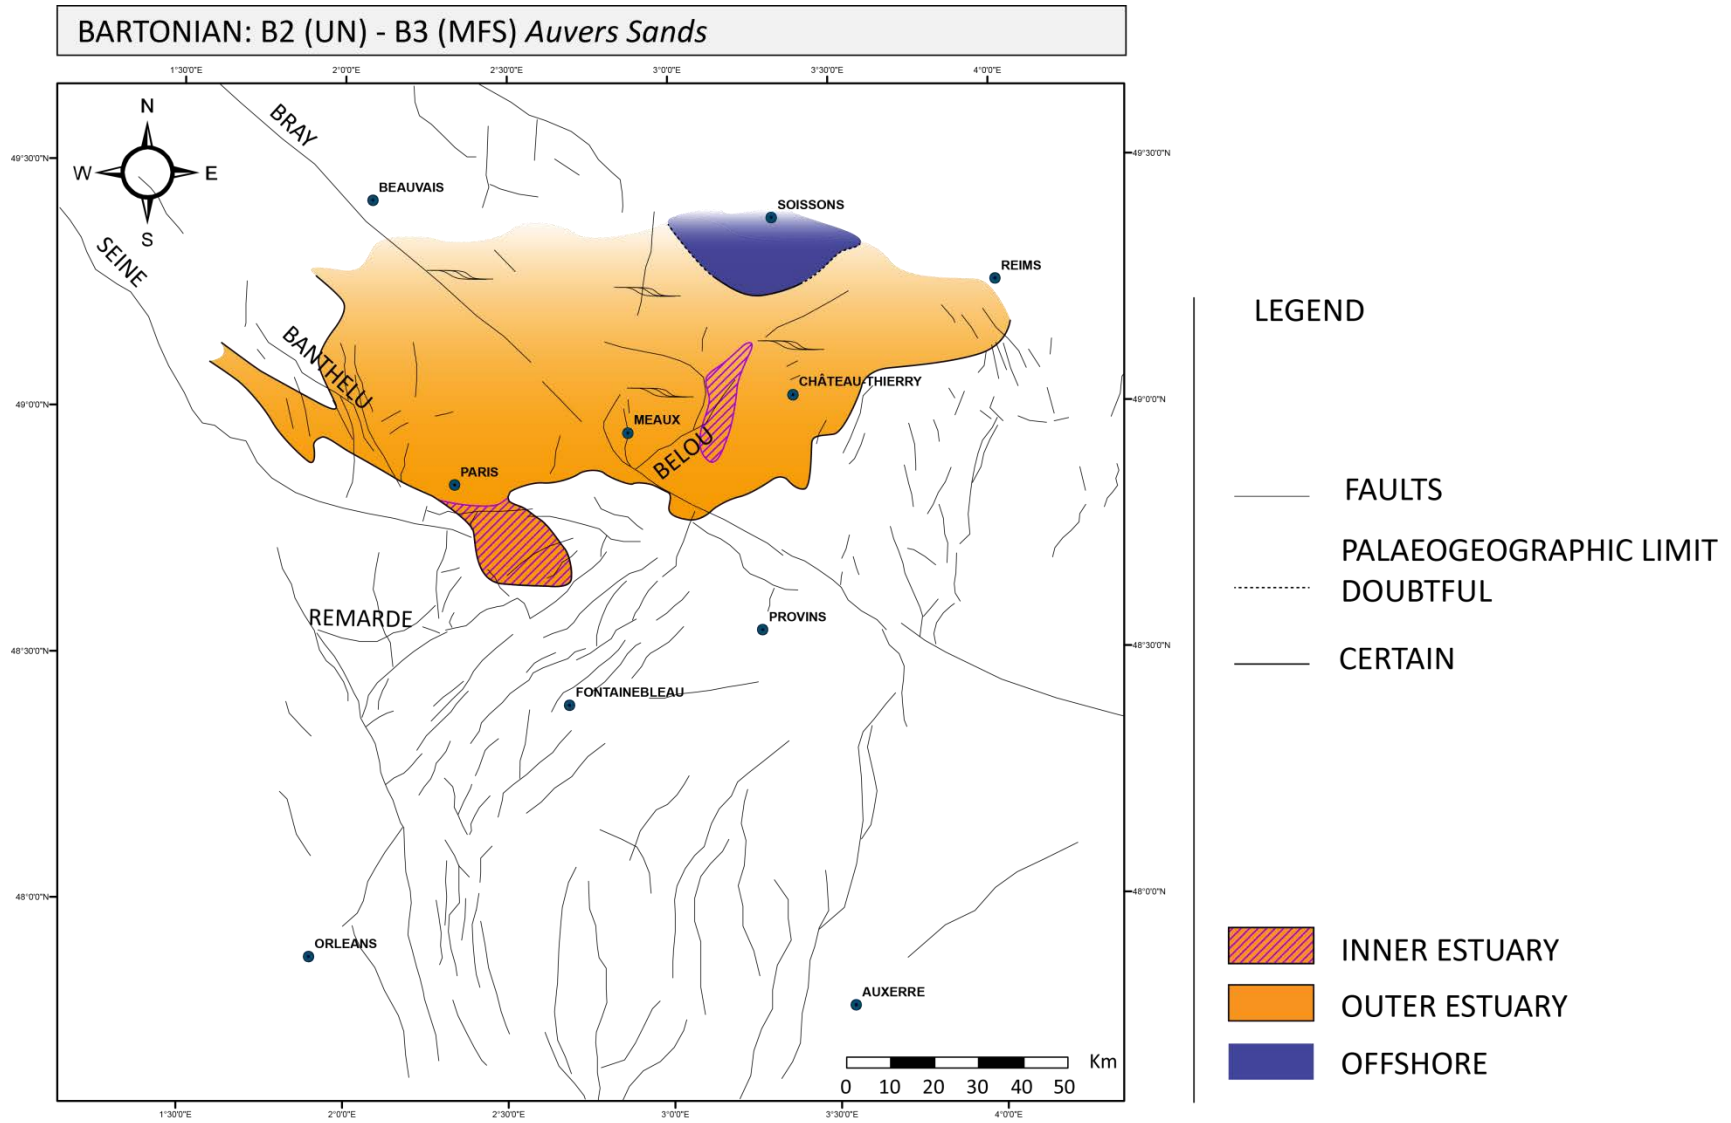 BARTONIAN: B2 (UN) - B3 (MFS) Auvers Sands
1°30'0"E
2°0'0"E
2°30'0"E
3°0'0"E
3°30'0"E
4°0'0"E
N
W
E
S
BRAY
BEAUVAIS
SOISSONS
REIMS
SEINE
BANTHELU
CHÂTEAU-THIERRY
MEAUX
BELOU
PARIS
REMARDE
PROVINS
FONTAINEBLEAU
ORLEANS
AUXERRE
49°30'0"N
49°0'0"N
48°30'0"N
48°0'0"N
49°30'0"N
49°0'0"N
48°30'0"N
48°0'0"N
Km
0 10 20 30 40 50
1°30'0"E
2°0'0"E
2°30'0"E
3°0'0"E
3°30'0"E
4°0'0"E
LEGEND
FAULTS
PALAEOGEOGRAPHIC LIMIT
DOUBTFUL
CERTAIN
INNER ESTUARY
OUTER ESTUARY
OFFSHORE